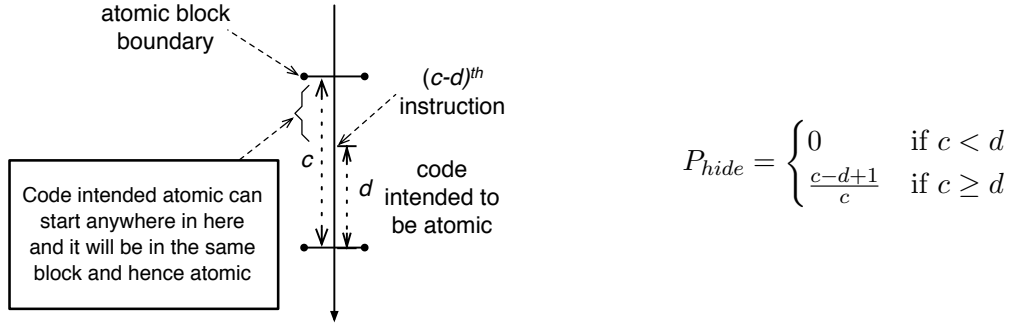 atomic block
boundary
(c-d)th
instruction
c
d
code
intended to
be atomic
Code intended atomic can
start anywhere in here
and it will be in the same
block and hence atomic
P_hide = { 0 if c < d
(c−d+1)/c if c ≥ d